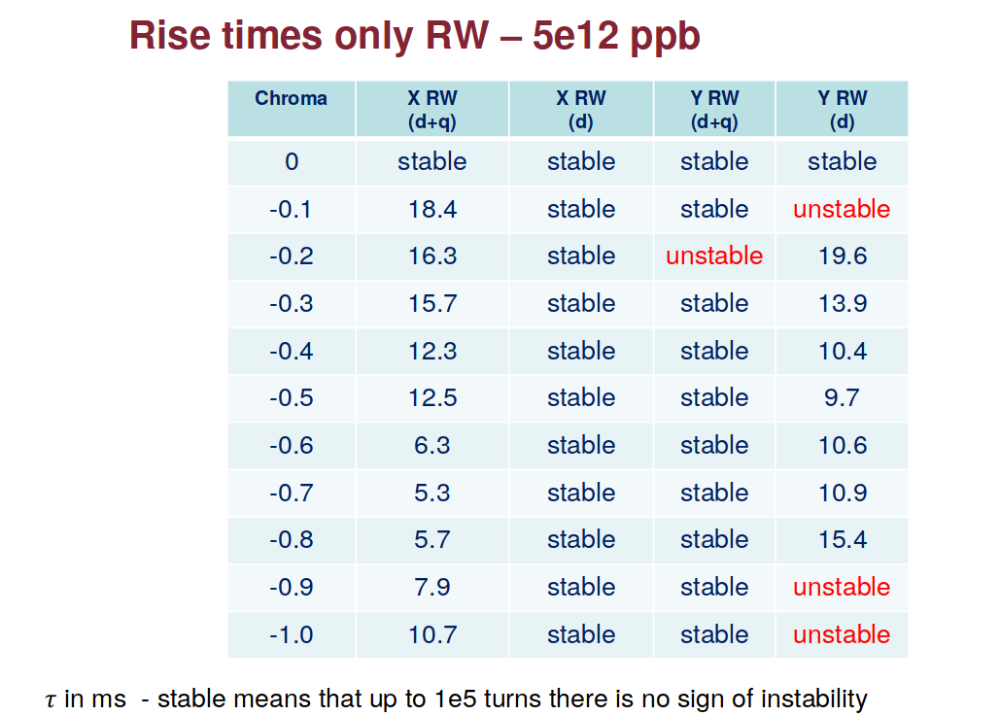 Rise times only RW – 5e12 ppb
Chroma X RW (d+q) X RW (d) Y RW (d+q) Y RW (d)
0 stable stable stable stable
-0.1 18.4 stable stable unstable
-0.2 16.3 stable unstable 19.6
-0.3 15.7 stable stable 13.9
-0.4 12.3 stable stable 10.4
-0.5 12.5 stable stable 9.7
-0.6 6.3 stable stable 10.6
-0.7 5.3 stable stable 10.9
-0.8 5.7 stable stable 15.4
-0.9 7.9 stable stable unstable
-1.0 10.7 stable stable unstable
τ in ms - stable means that up to 1e5 turns there is no sign of instability